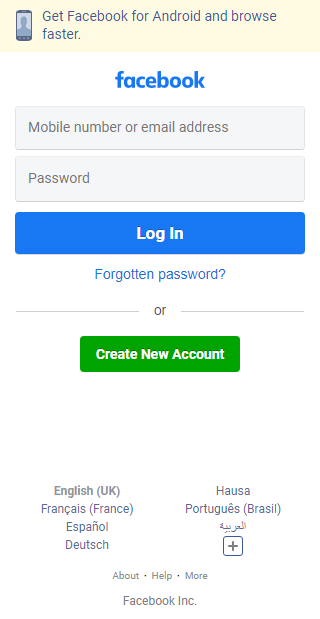 Get Facebook for Android and browse
faster.
facebook
Mobile number or email address
Password
Log In
Forgotten password?
or
Create New Account
English (UK)
Hausa
Français (France)
Português (Brasil)
Español
العربية
Deutsch
About · Help · More
Facebook Inc.